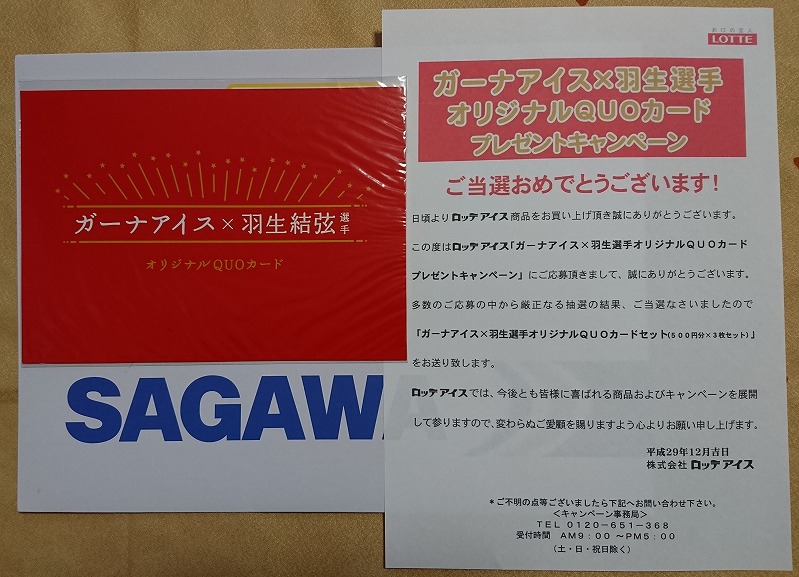 ガーナアイス×羽生結弦選手
オリジナルQUOカード
SAGAWA
お口の恋人
LOTTE
ガーナアイス×羽生選手
オリジナルQUOカード
プレゼントキャンペーン
ご当選おめでとうございます!
日頃よりロッテアイス商品をお買い上げ頂き誠にありがとうございます。
この度はロッテアイス「ガーナアイス×羽生選手オリジナルQUOカード
プレゼントキャンペーン」にご応募頂きまして、誠にありがとうございます。
多数のご応募の中から厳正なる抽選の結果、ご当選なさいましたので
「ガーナアイス×羽生選手オリジナルQUOカードセット(500円分×3枚セット)」
をお送り致します。
ロッテアイスでは、今後とも皆様に喜ばれる商品およびキャンペーンを展開
して参りますので、変わらぬご愛顧を賜りますよう心よりお願い申し上げます。
平成29年12月吉日
株式会社ロッテアイス
*ご不明の点等ございましたら下記へお問い合わせ下さい。
<キャンペーン事務局>
TEL 0120-651-368
受付時間 AM9:00 ~PM5:00
(土・日・祝日除く)